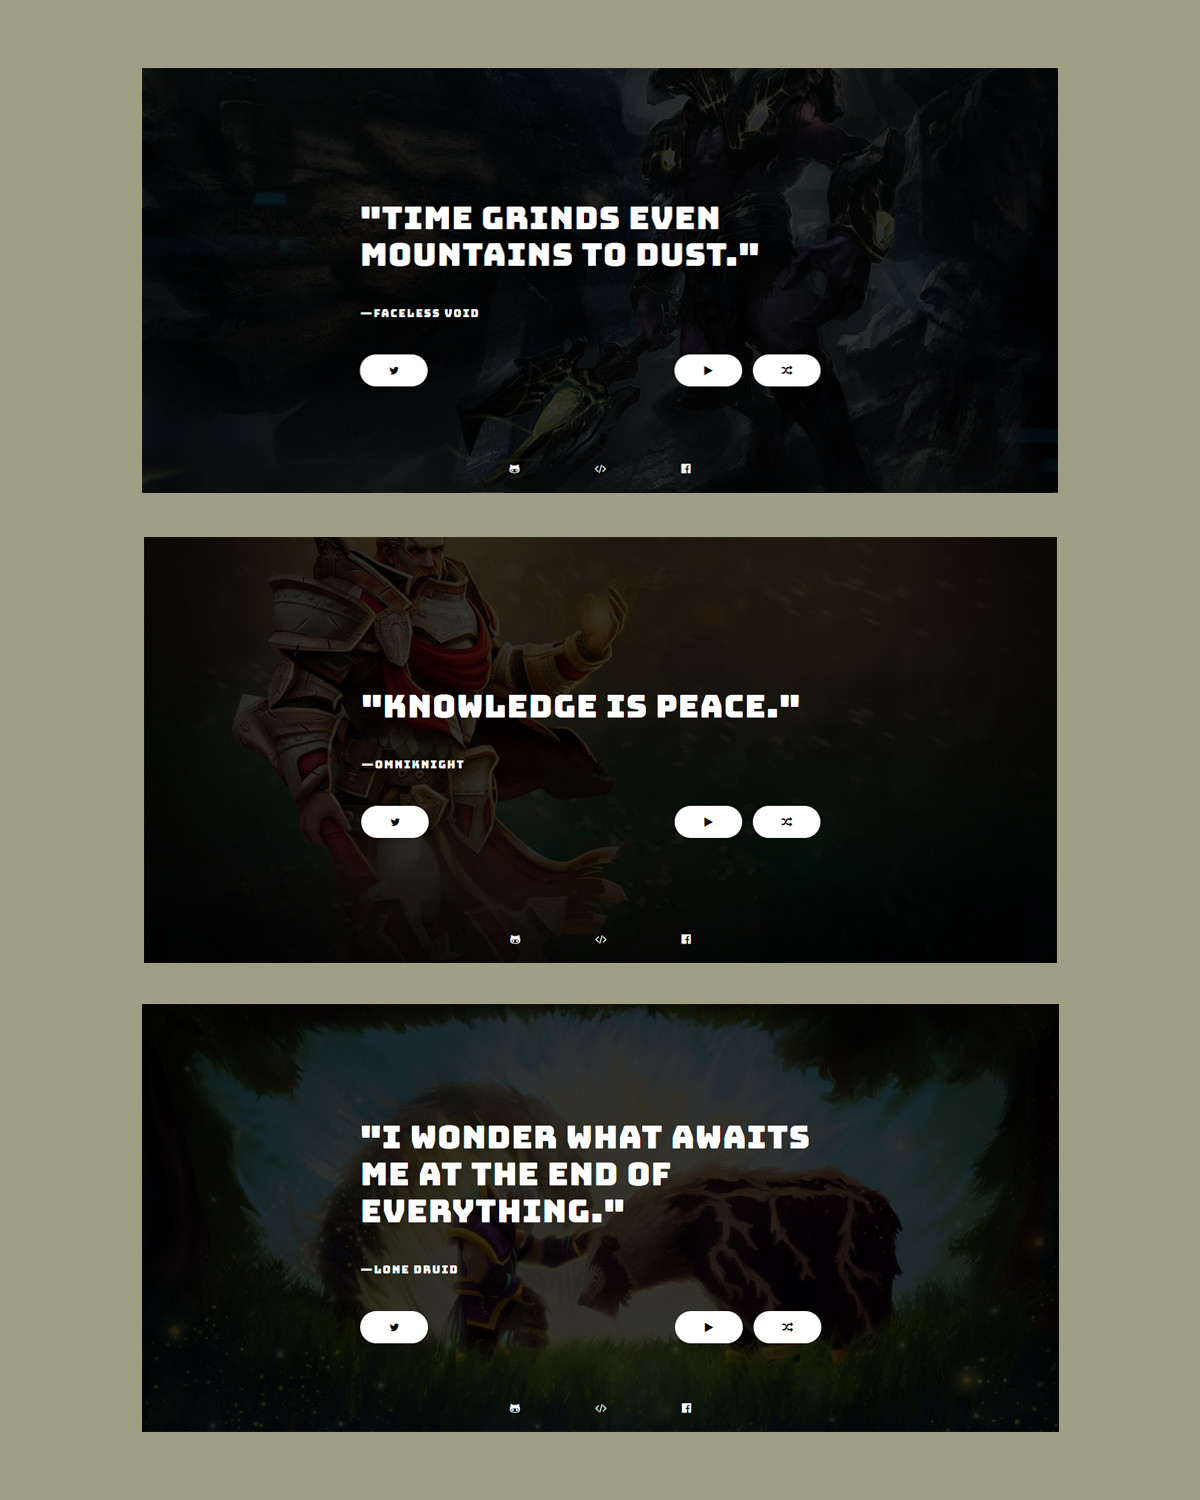 "TIME GRINDS EVEN
MOUNTAINS TO DUST."
—FACELESS VOID
"KNOWLEDGE IS PEACE."
—OMNIKNIGHT
"I WONDER WHAT AWAITS
ME AT THE END OF
EVERYTHING."
—LONE DRUID